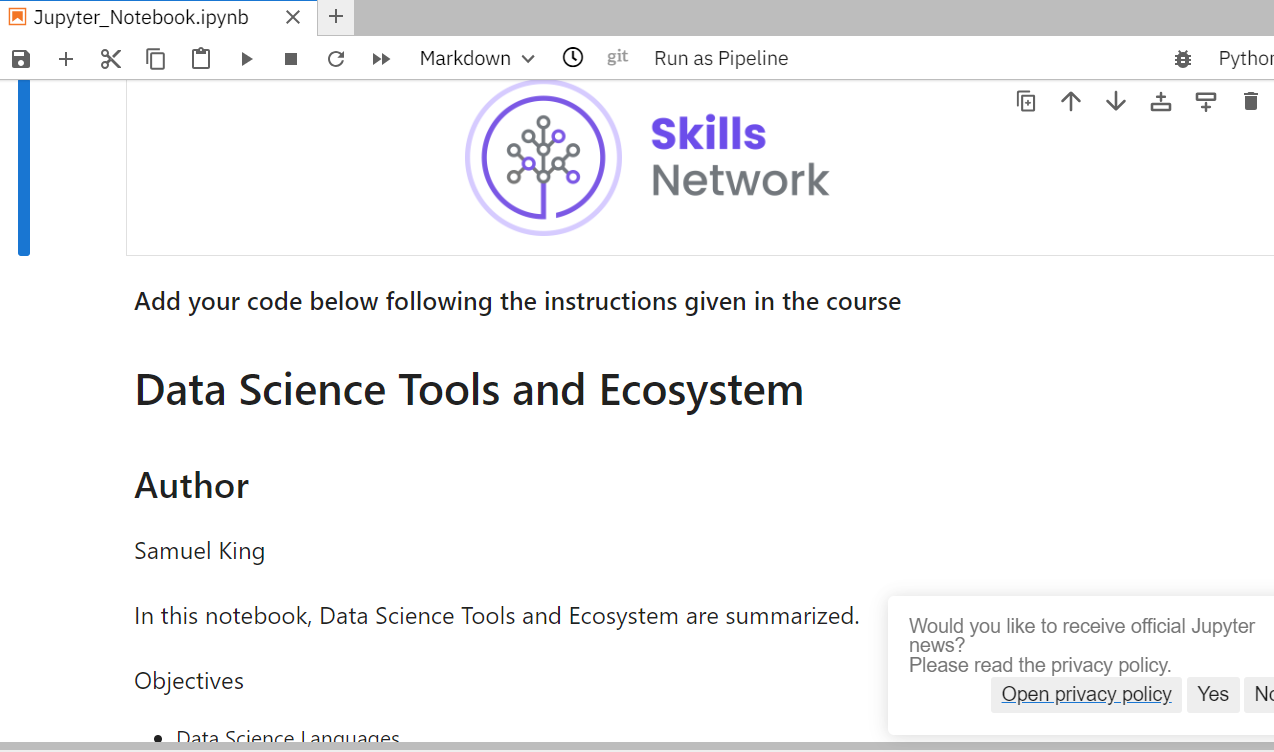 Jupyter_Notebook.ipynb
Markdown git Run as Pipeline
Skills
Network
Add your code below following the instructions given in the course
Data Science Tools and Ecosystem
Author
Samuel King
In this notebook, Data Science Tools and Ecosystem are summarized.
Would you like to receive official Jupyter
news?
Please read the privacy policy.
Open privacy policy Yes
Objectives
Data Science Languages